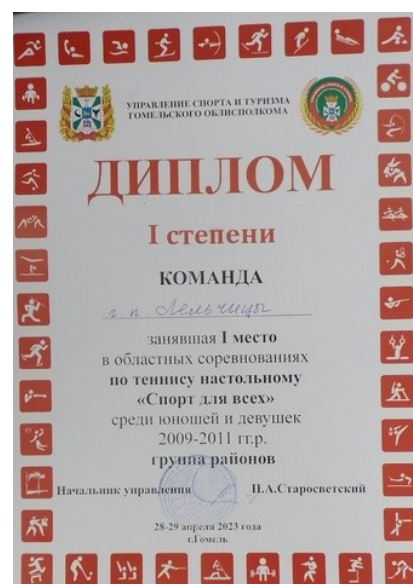 УПРАВЛЕНИЕ СПОРТА И ТУРИЗМА
ГОМЕЛЬСКОГО ОБЛИСПОЛКОМА
ДИПЛОМ
I степени
КОМАНДА
г. п. Лельчицы
занявшая I место
в областных соревнованиях
по теннису настольному
«Спорт для всех»
среди юношей и девушек
2009-2011 гг.р.
группа районов
Начальник управления П.А.Старосветский
28-29 апреля 2023 года
г.Гомель